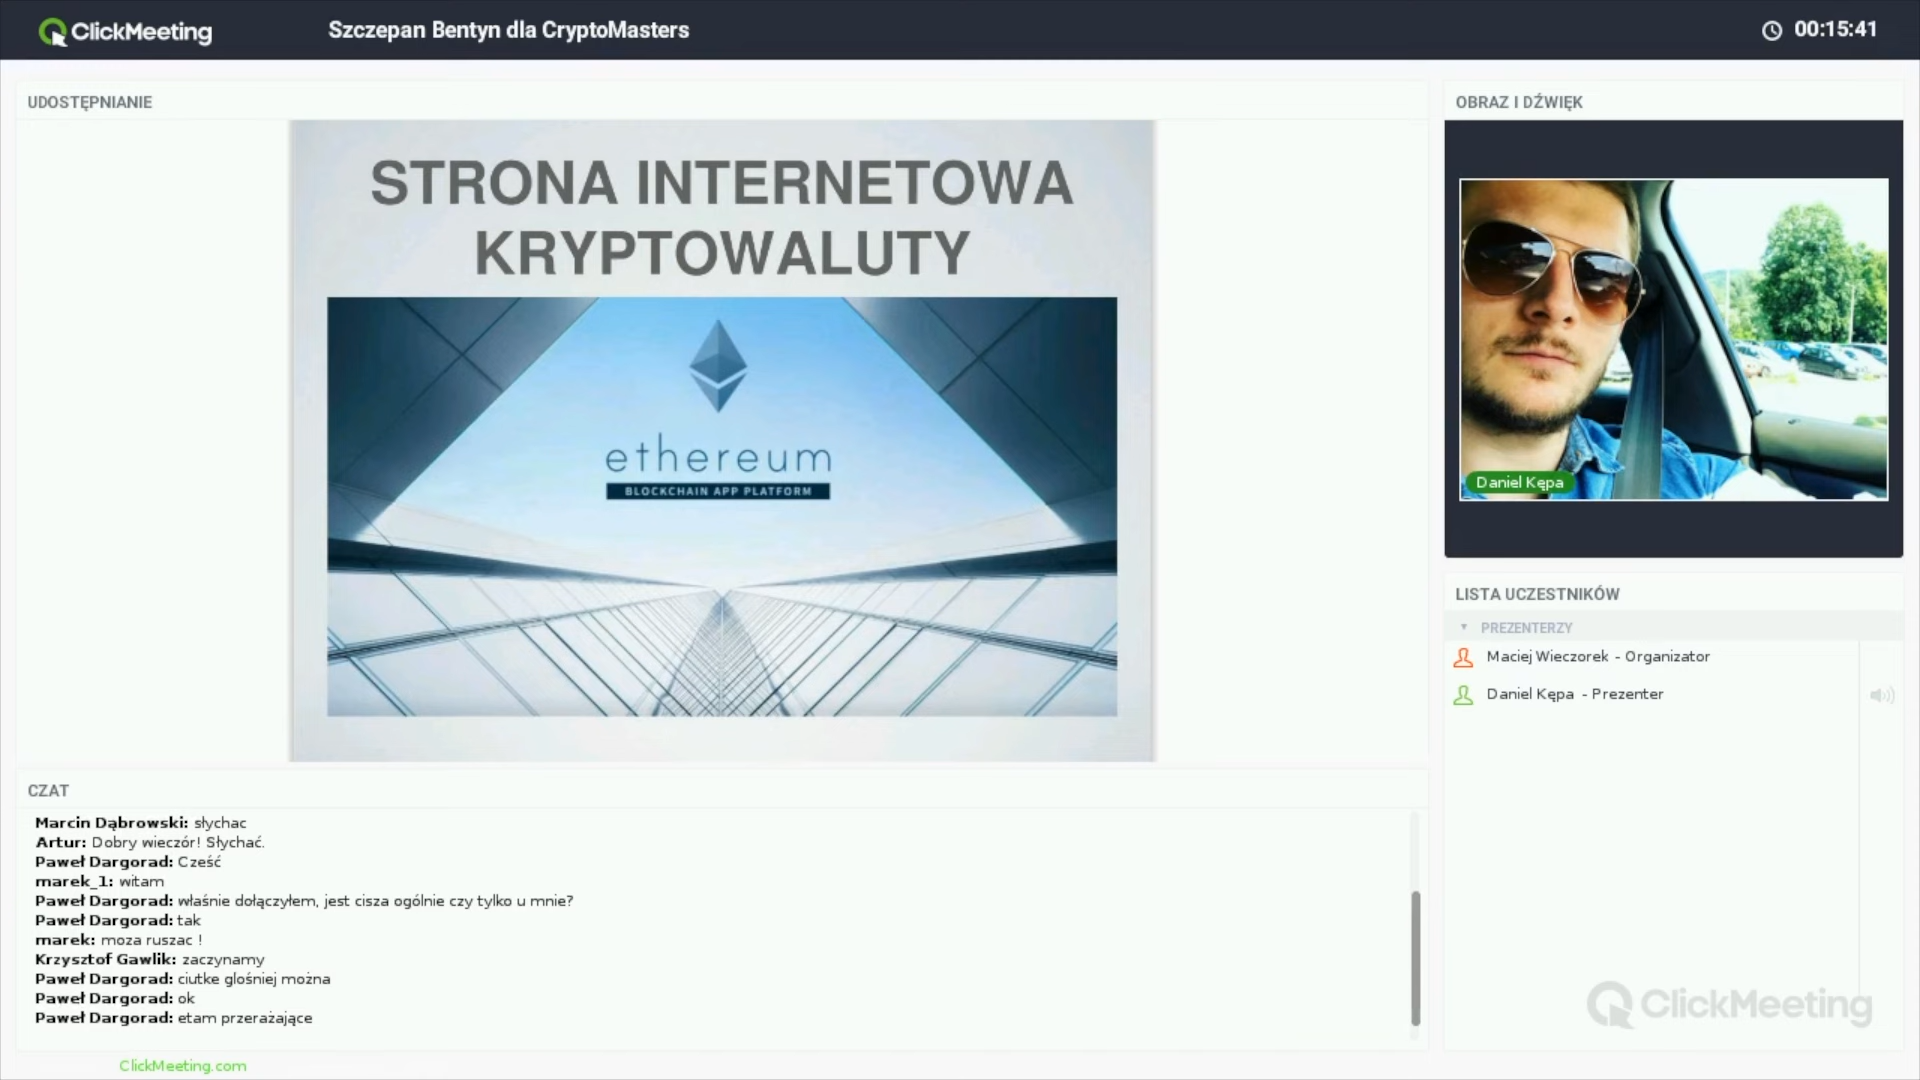 ClickMeeting
Szczepan Bentyn dla CryptoMasters
00:15:41
UDOSTĘPNIANIE
STRONA INTERNETOWA
KRYPTOWALUTY
ethereum
BLOCKCHAIN APP PLATFORM
OBRAZ I DŹWIĘK
Daniel Kępa
LISTA UCZESTNIKÓW
PREZENTERZY
Maciej Wieczorek - Organizator
Daniel Kępa - Prezenter
CZAT
Marcin Dąbrowski: słychac
Artur: Dobry wieczór! Słychać.
Paweł Dargorad: Cześć
marek_1: witam
Paweł Dargorad: właśnie dołączyłem, jest cisza ogólnie czy tylko u mnie?
Paweł Dargorad: tak
marek: moza ruszac !
Krzysztof Gawlik: zaczynamy
Paweł Dargorad: ciutke glośniej można
Paweł Dargorad: ok
Paweł Dargorad: etam przerażające
ClickMeeting
ClickMeeting.com